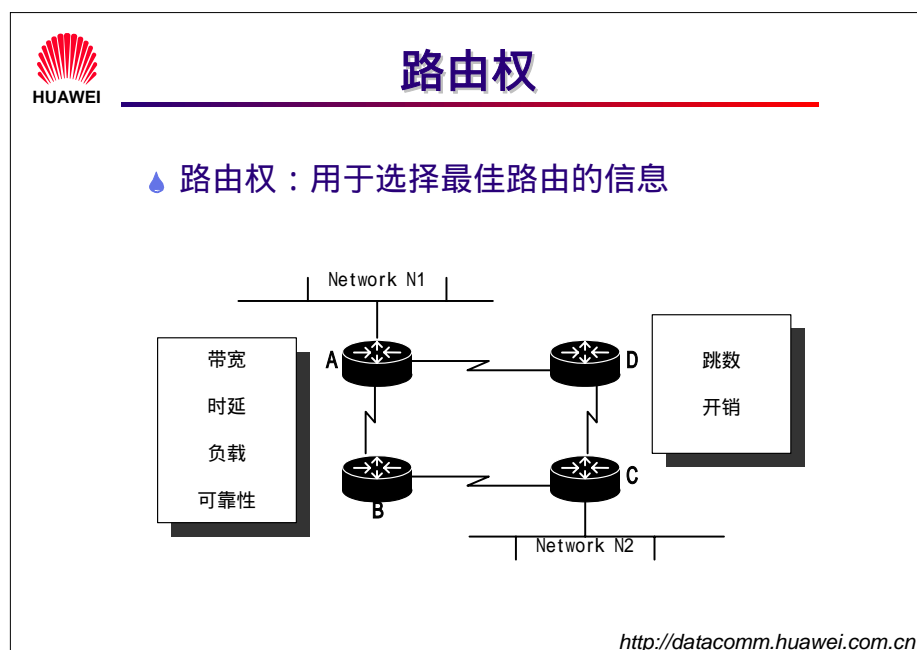 HUAWEI
路由权
路由权：用于选择最佳路由的信息
Network N1
带宽
时延
负载
可靠性
A
D
跳数
开销
B
C
Network N2
http://datacomm.huawei.com.cn